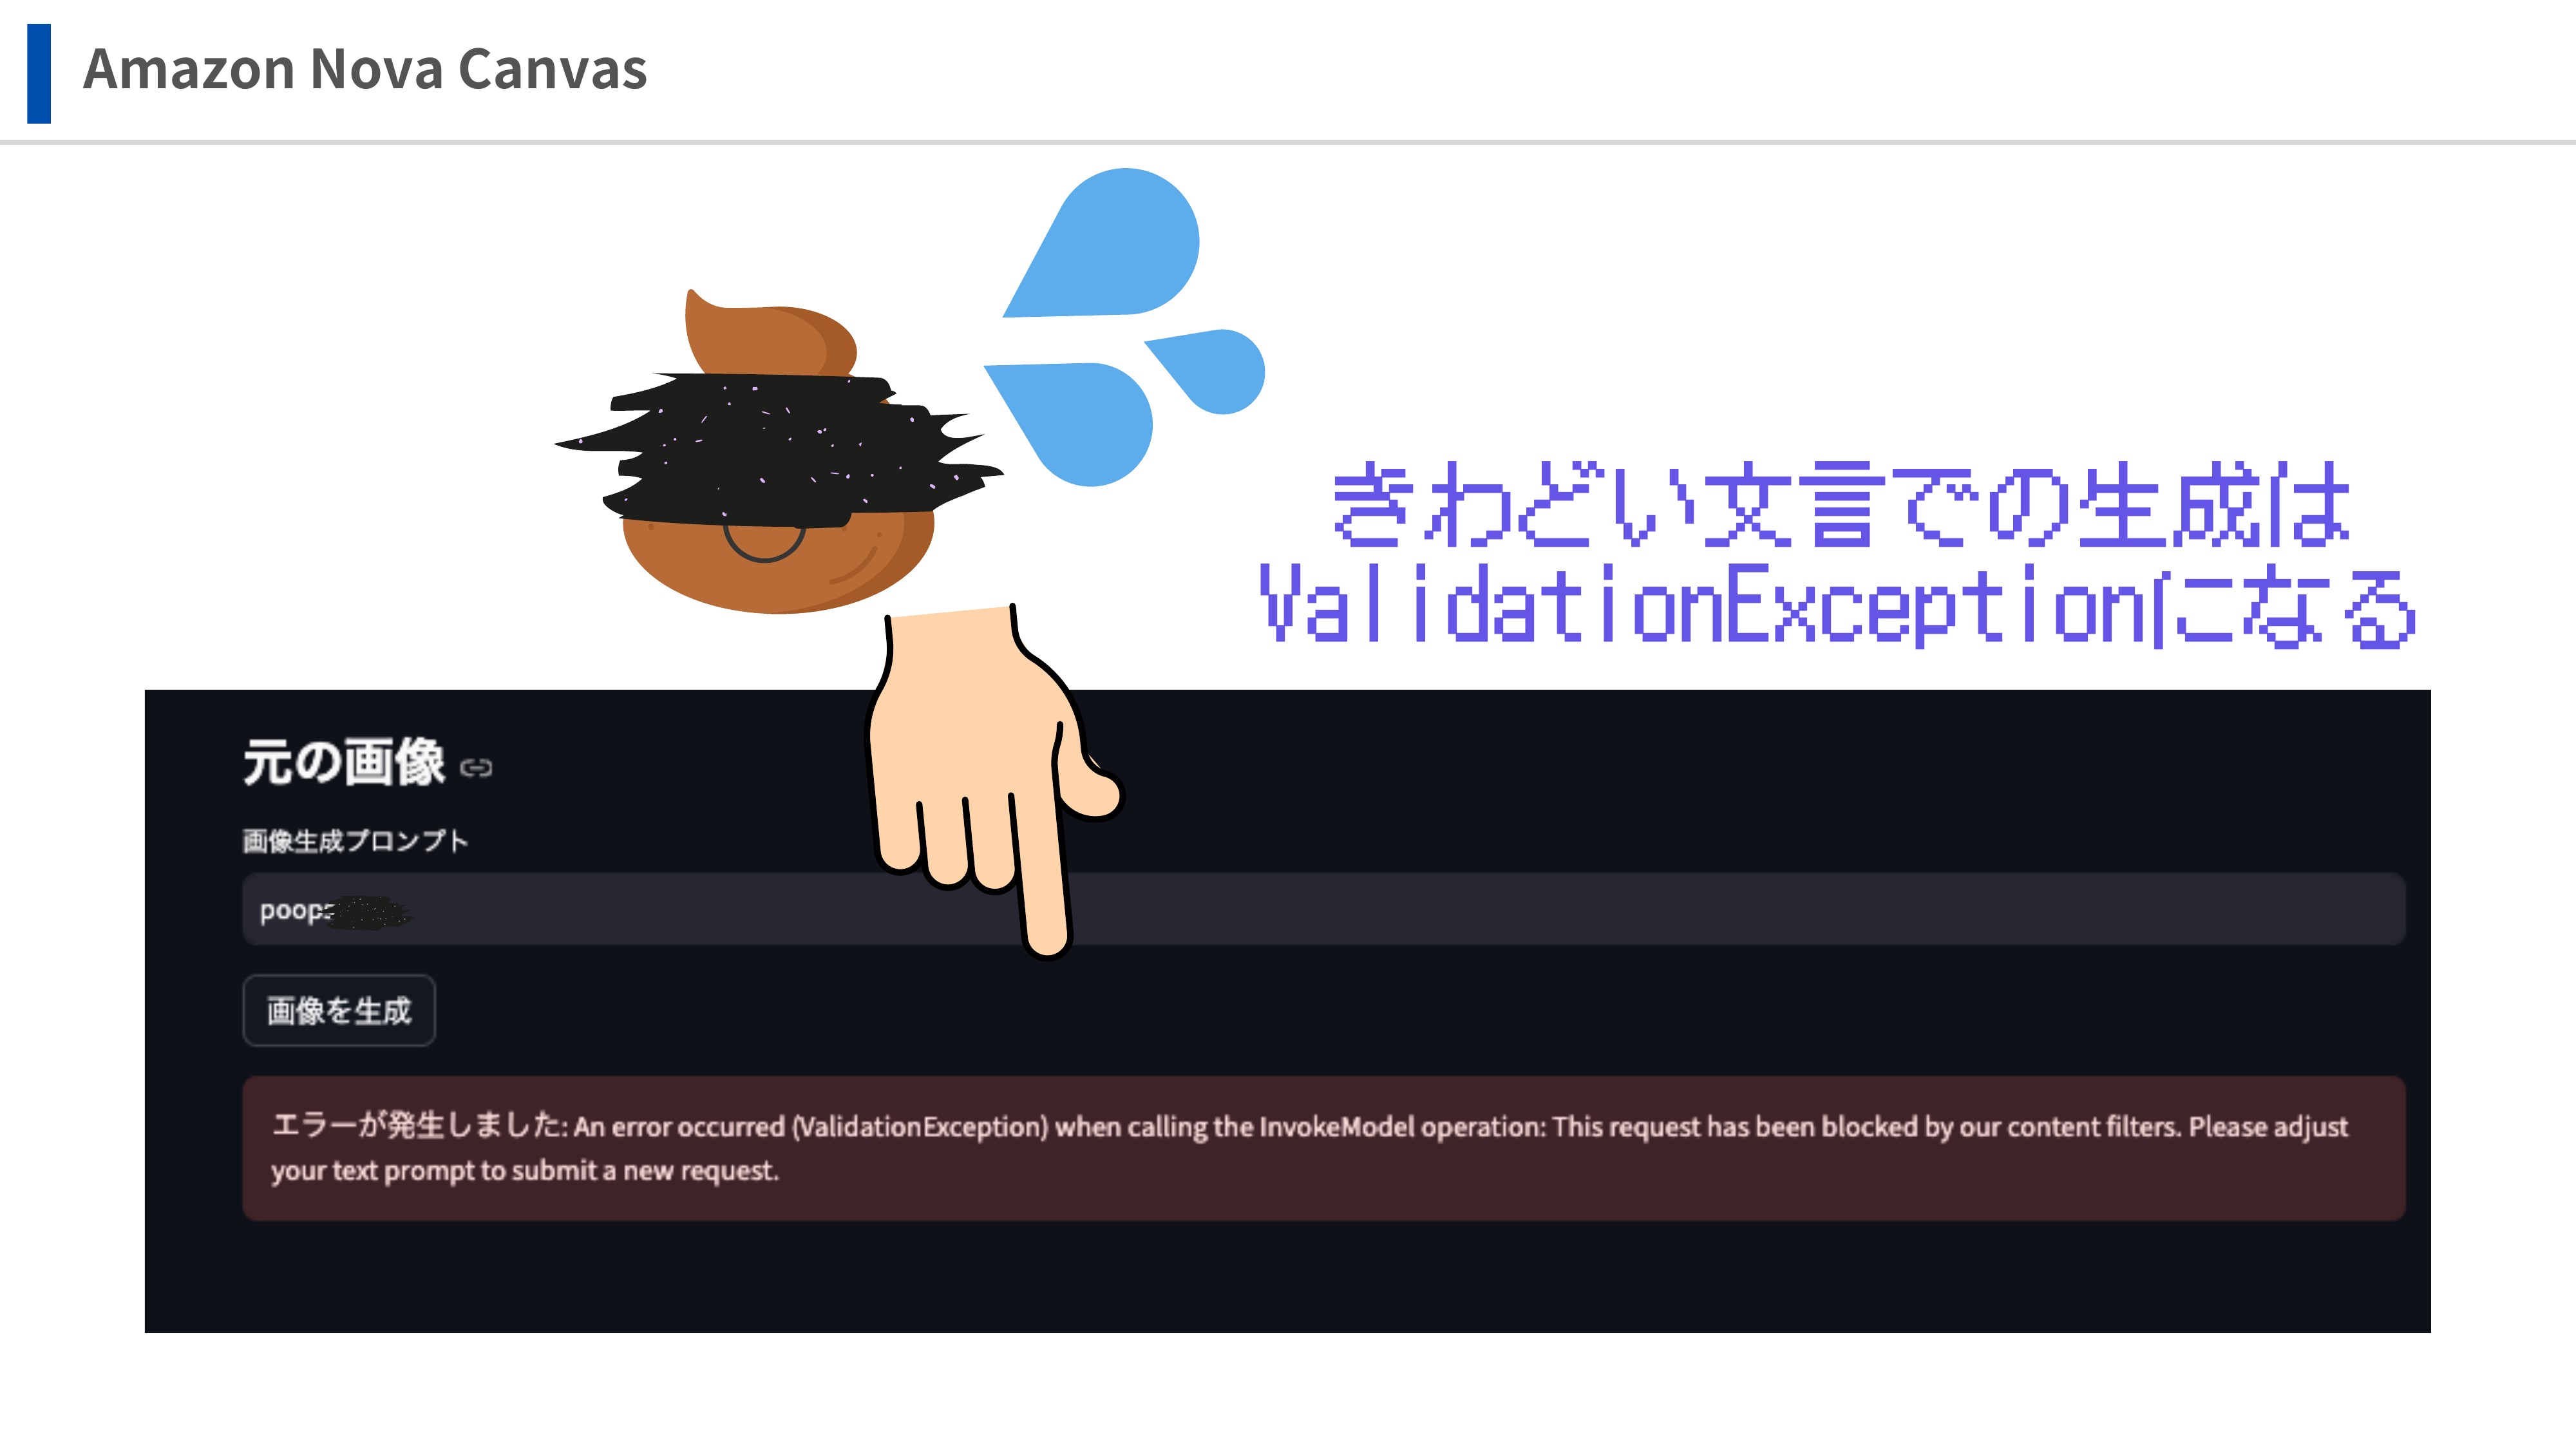 Amazon Nova Canvas
きわどい文言での生成は
ValidationExceptionになる
元の画像
画像生成プロンプト
画像を生成
エラーが発生しました: An error occurred (ValidationException) when calling the InvokeModel operation: This request has been blocked by our content filters. Please adjust
your text prompt to submit a new request.